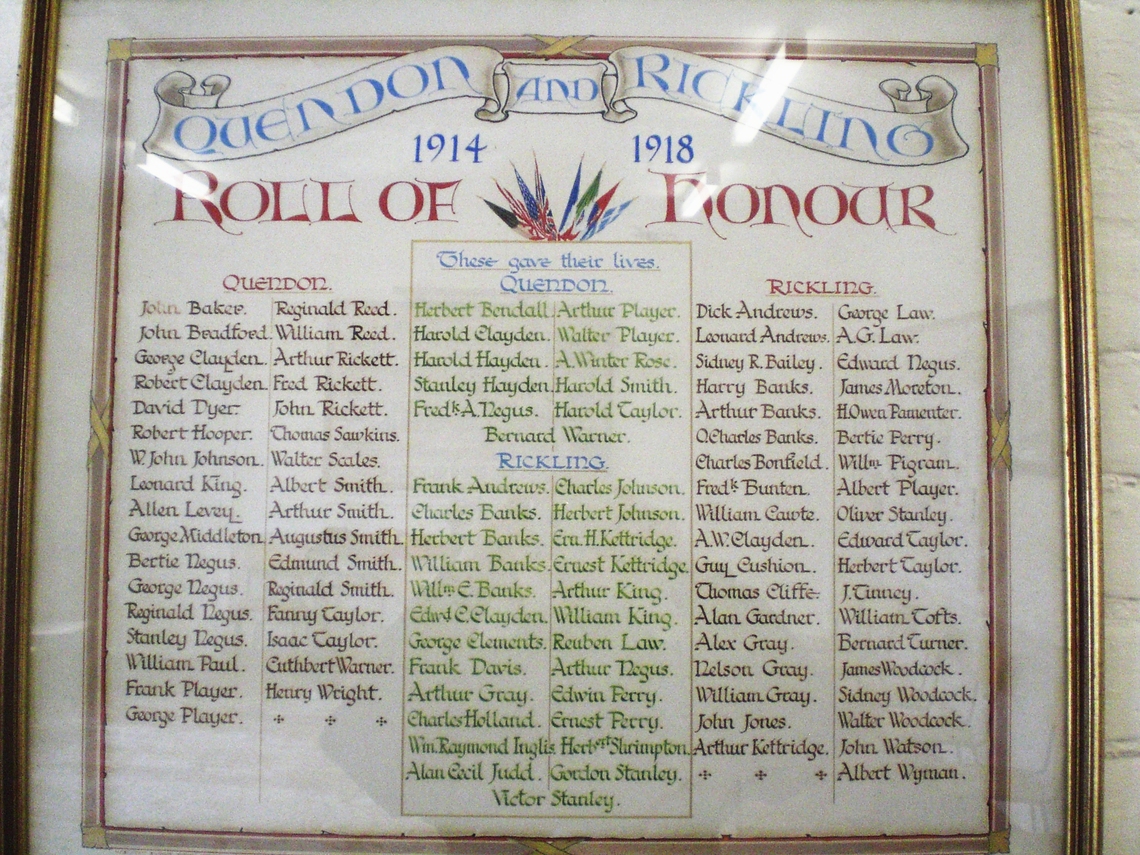 QUENDON AND RICKLING
1914 1918
ROLL OF HONOUR
QUENDON.
John Baker.
John Bradford.
George Clayden.
Robert Clayden.
David Dyer.
Robert Hooper.
W. John Johnson.
Leonard King.
Allen Levey.
George Middleton.
Bertie Negus.
George Negus.
Reginald Negus.
Stanley Negus.
William Paul.
Frank Player.
George Player.
Reginald Reed.
William Reed.
Arthur Rickett.
Fred Rickett.
John Rickett.
Thomas Sawkins.
Walter Scales.
Albert Smith.
Arthur Smith.
Augustus Smith.
Edmund Smith.
Reginald Smith.
Fanny Taylor.
Isaac Taylor.
Cuthbert Warner.
Henry Wright.
These gave their lives.
QUENDON.
Herbert Bendall.
Harold Clayden.
Harold Hayden.
Stanley Hayden.
Fredk A. Negus.
Arthur Player.
Walter Player.
A. Winter Rose.
Harold Smith.
Harold Taylor.
Bernard Warner.
RICKLING.
Frank Andrews.
Charles Banks.
Herbert Banks.
William Banks.
Willm E. Banks.
Edwd C. Clayden.
George Clements.
Frank Davis.
Arthur Gray.
Charles Holland.
Wm. Raymond Inglis.
Alan Cecil Judd.
Charles Johnson.
Herbert Johnson.
Ern. H. Kettridge.
Ernest Kettridge.
Arthur King.
William King.
Reuben Law.
Arthur Negus.
Edwin Perry.
Ernest Perry.
Herbert Shrimpton.
Gordon Stanley.
Victor Stanley.
RICKLING.
Dick Andrews.
Leonard Andrews.
Sidney R. Bailey.
Harry Banks.
Arthur Banks.
O. Charles Banks.
Charles Bonfield.
Fredk Bunten.
William Cawte.
A.W. Clayden.
Guy Cushion.
Thomas Cliffe.
Alan Gardner.
Alex Gray.
Nelson Gray.
William Gray.
John Jones.
Arthur Kettridge.
George Law.
A.G. Law.
Edward Negus.
James Moreton.
H. Owen Pamenter.
Bertie Perry.
Willm Pigram.
Albert Player.
Oliver Stanley.
Edward Taylor.
Herbert Taylor.
J. Tinney.
William Tofts.
Bernard Turner.
James Woodcock.
Sidney Woodcock.
Walter Woodcock.
John Watson.
Albert Wyman.